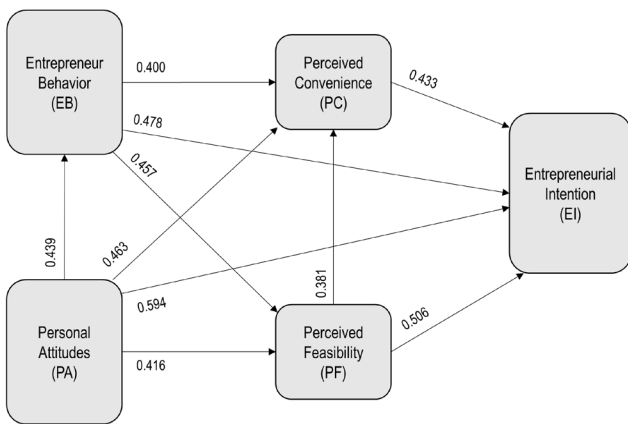 Entrepreneur
Behavior
(EB)
0.400
Perceived
Convenience
(PC)
0.433
0.478
0.457
Entrepreneurial
Intention
(EI)
0.439
0.463
0.381
0.594
0.506
Personal
Attitudes
(PA)
0.416
Perceived
Feasibility
(PF)